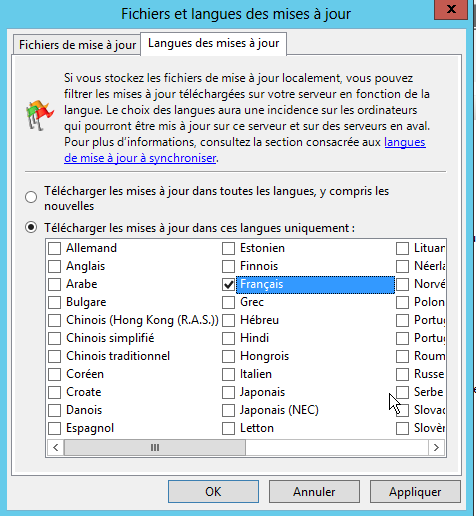 Fichiers et langues des mises à jour
x
Fichiers de mise à jour
Langues des mises à jour
Si vous stockez les fichiers de mise à jour localement, vous pouvez
filtrer les mises à jour téléchargées sur votre serveur en fonction de la
langue. Le choix des langues aura une incidence sur les ordinateurs
qui pourront être mis à jour sur ce serveur et sur des serveurs en aval.
Pour plus d'informations, consultez la section consacrée aux langues
de mise à jour à synchroniser.
Télécharger les mises à jour dans toutes les langues, y compris les
nouvelles
Télécharger les mises à jour dans ces langues uniquement :
Allemand Estonien Lituar
Anglais Finnois Néerla
Arabe Français Norvé
Bulgare Grec Polon
Chinois (Hong Kong (R.A.S.)) Hébreu Portug
Chinois simplifié Hindi Portug
Chinois traditionnel Hongrois Roum
Coréen Italien Russe
Croate Japonais Serbe
Danois Japonais (NEC) Slovac
Espagnol Letton Slovèr
OK Annuler Appliquer